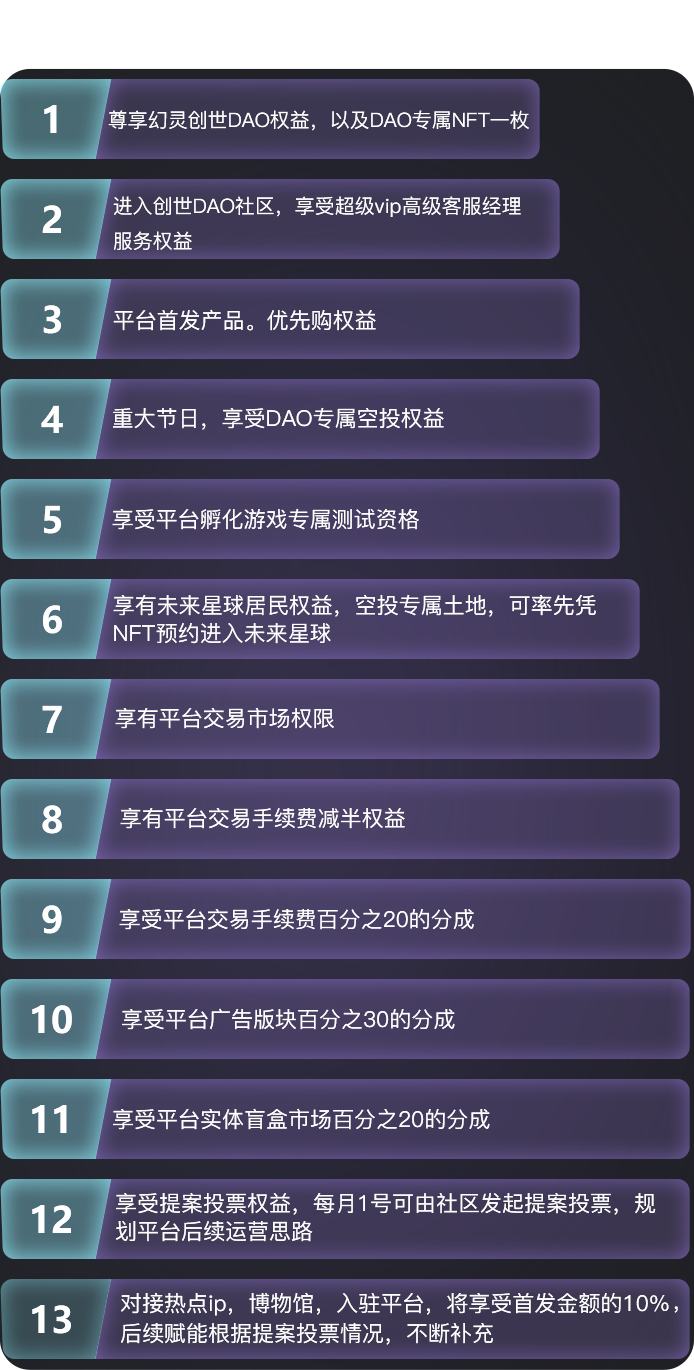 1
尊享幻灵创世DAO权益，以及DAO专属NFT一枚
2
进入创世DAO社区，享受超级vip高级客服经理
服务权益
3
平台首发产品。优先购权益
4
重大节日，享受DAO专属空投权益
5
享受平台孵化游戏专属测试资格
6
享有未来星球居民权益，空投专属土地，可率先凭
NFT预约进入未来星球
7
享有平台交易市场权限
8
享有平台交易手续费减半权益
9
享受平台交易手续费百分之20的分成
10
享受平台广告版块百分之30的分成
11
享受平台实体盲盒市场百分之20的分成
12
享受提案投票权益，每月1号可由社区发起提案投票，规
划平台后续运营思路
13
对接热点ip，博物馆，入驻平台，将享受首发金额的10%，
后续赋能根据提案投票情况，不断补充